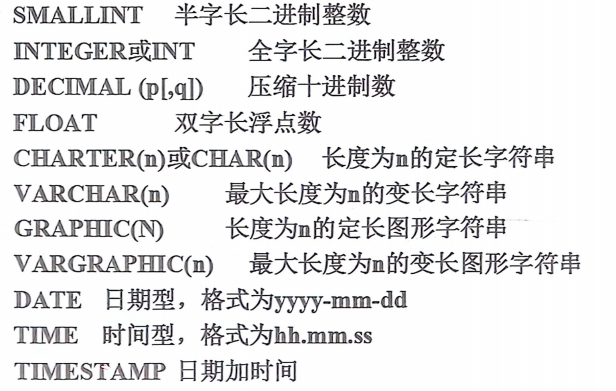 SMALLINT 半字长二进制整数
INTEGER或INT 全字长二进制整数
DECIMAL (p[,q]) 压缩十进制数
FLOAT 双字长浮点数
CHARTER(n)或CHAR(n) 长度为n的定长字符串
VARCHAR(n) 最大长度为n的变长字符串
GRAPHIC(N) 长度为n的定长图形字符串
VARGRAPHIC(n) 最大长度为n的变长图形字符串
DATE 日期型，格式为yyyy-mm-dd
TIME 时间型，格式为hh.mm.ss
TIMESTAMP 日期加时间